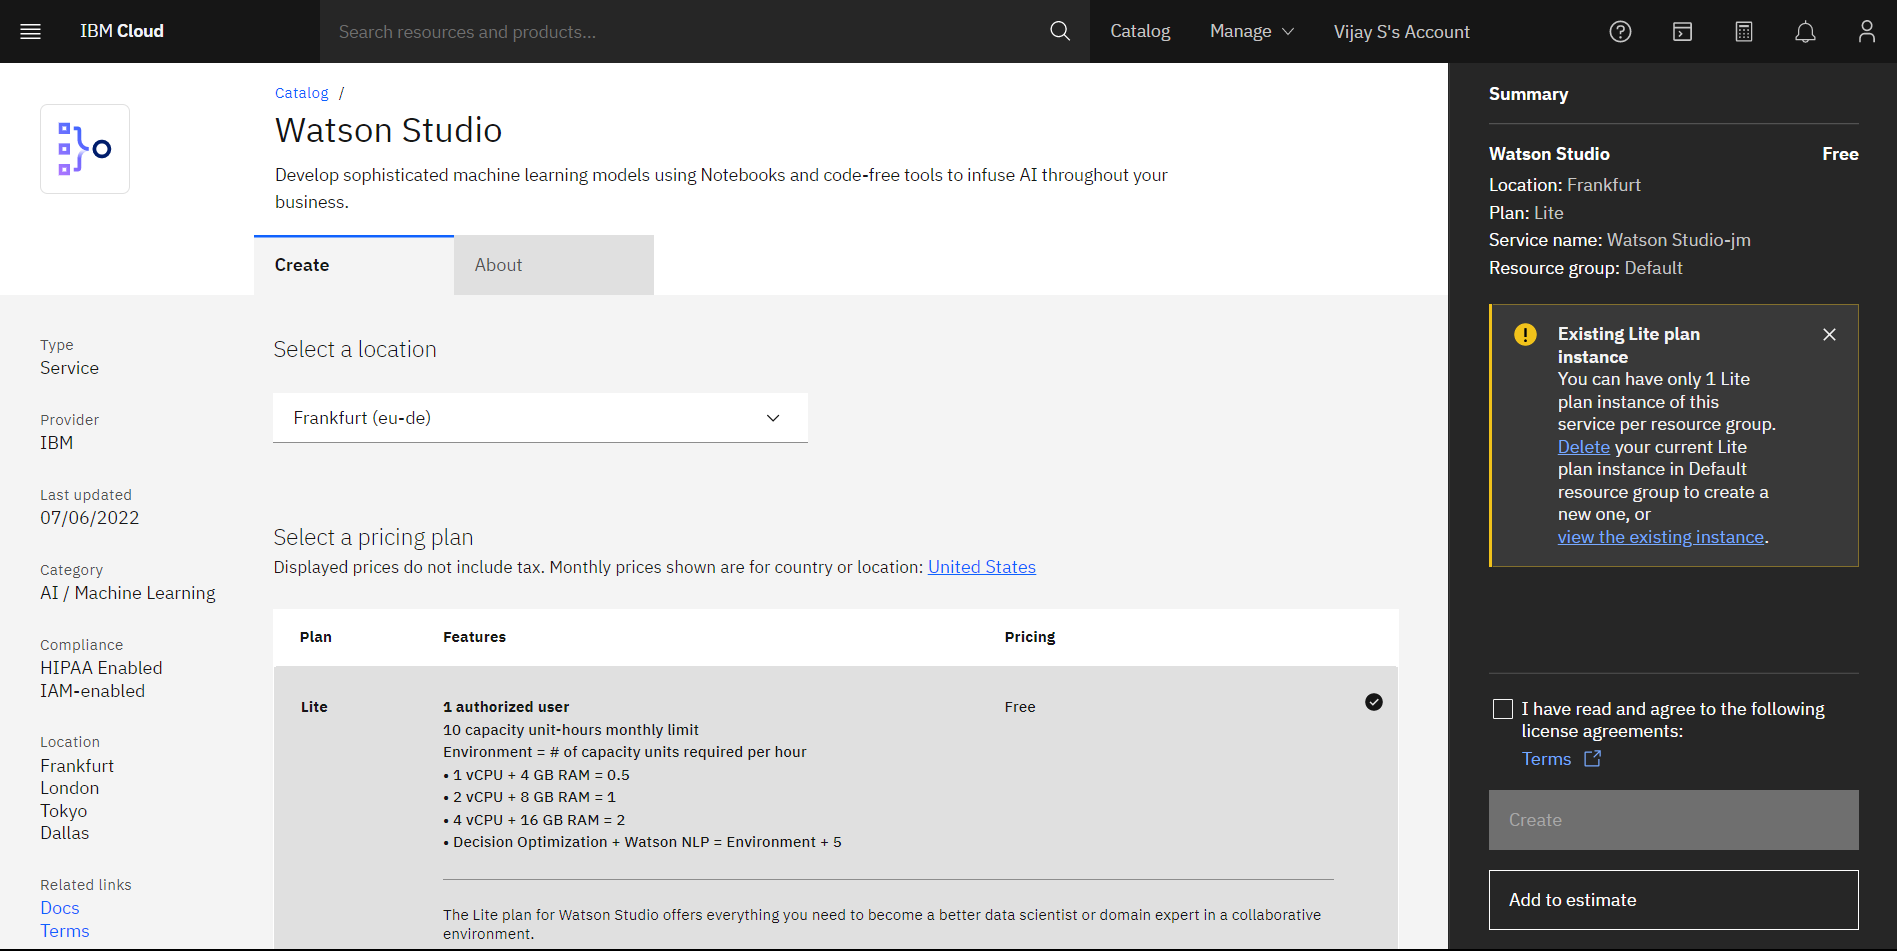 IBM Cloud
Search resources and products...
Catalog
Manage
Vijay S's Account
Catalog /
Watson Studio
Develop sophisticated machine learning models using Notebooks and code-free tools to infuse AI throughout your
business.
Create
About
Type
Service
Provider
IBM
Last updated
07/06/2022
Category
AI / Machine Learning
Compliance
HIPAA Enabled
IAM-enabled
Location
Frankfurt
London
Tokyo
Dallas
Related links
Docs
Terms
Select a location
Frankfurt (eu-de)
Select a pricing plan
Displayed prices do not include tax. Monthly prices shown are for country or location: United States
Plan Features Pricing
Lite 1 authorized user Free
10 capacity unit-hours monthly limit
Environment = # of capacity units required per hour
• 1 vCPU + 4 GB RAM = 0.5
• 2 vCPU + 8 GB RAM = 1
• 4 vCPU + 16 GB RAM = 2
• Decision Optimization + Watson NLP = Environment + 5
The Lite plan for Watson Studio offers everything you need to become a better data scientist or domain expert in a collaborative
environment.
Summary
Watson Studio Free
Location: Frankfurt
Plan: Lite
Service name: Watson Studio-jm
Resource group: Default
Existing Lite plan
instance
You can have only 1 Lite
plan instance of this
service per resource group.
Delete your current Lite
plan instance in Default
resource group to create a
new one, or
view the existing instance.
I have read and agree to the following
license agreements:
Terms
Create
Add to estimate